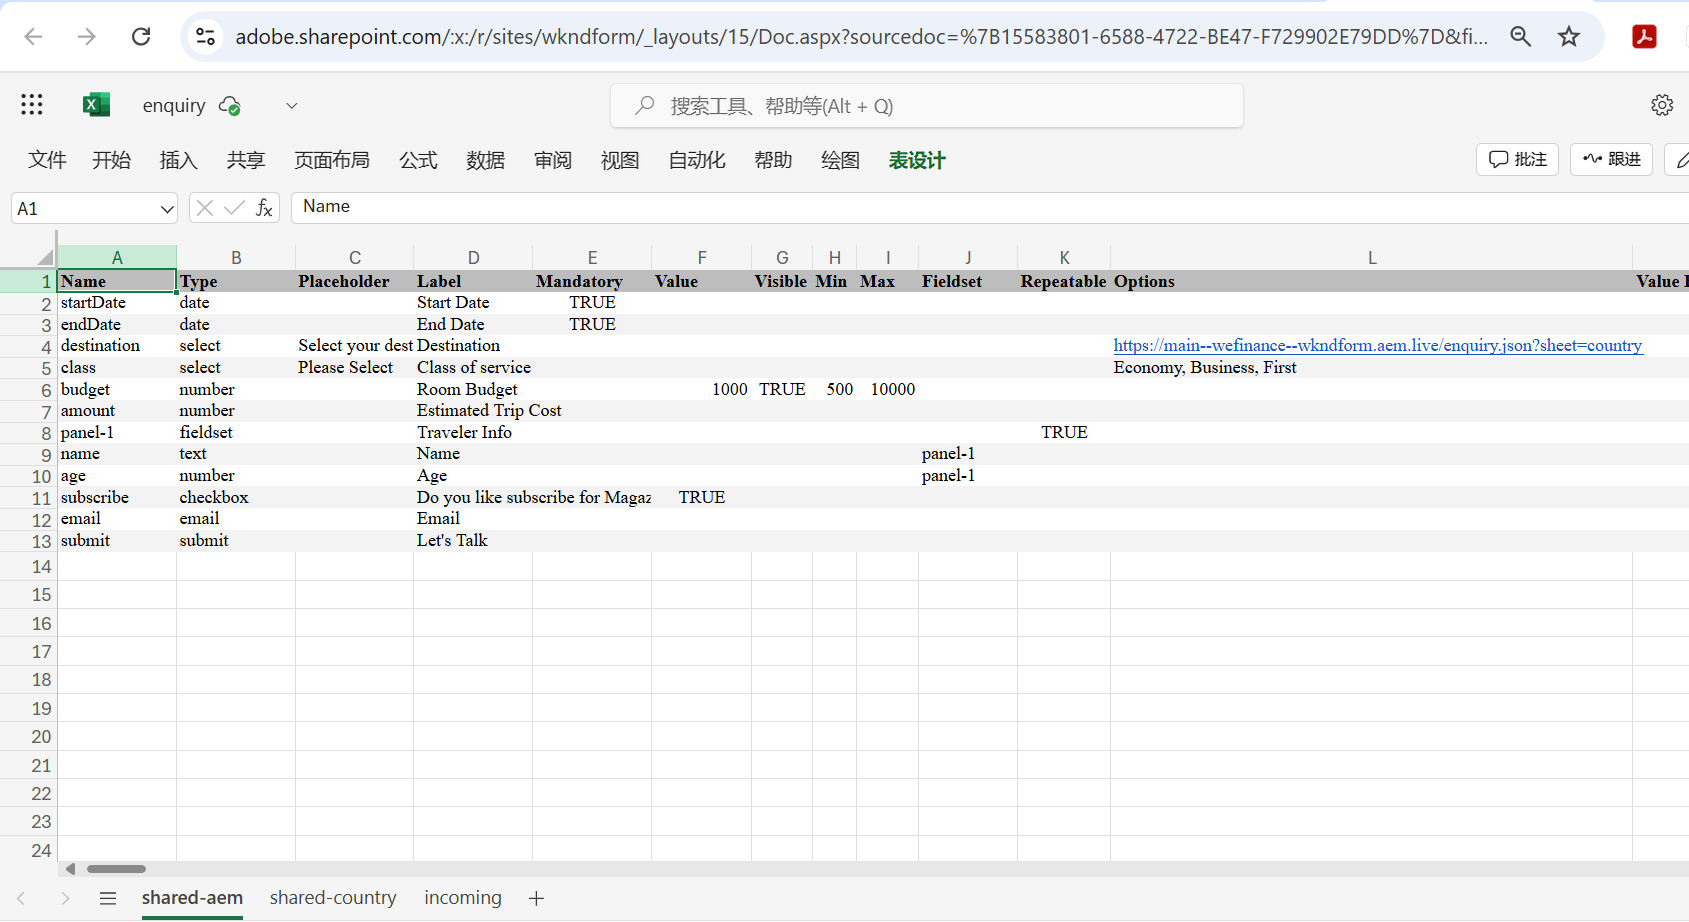 adobe.sharepoint.com/:x:/r/sites/wkndform/_layouts/15/Doc.aspx?sourcedoc=%7B15583801-6588-4722-BE47-F729902E79DD%7D&fi...
enquiry
搜索工具、帮助等(Alt + Q)
文件 开始 插入 共享 页面布局 公式 数据 审阅 视图 自动化 帮助 绘图 表设计 批注 跟进
A1 fx Name
A B C D E F G H I J K L
1 Name Type Placeholder Label Mandatory Value Visible Min Max Fieldset Repeatable Options Value
2 startDate date Start Date TRUE
3 endDate date End Date TRUE
4 destination select Select your dest Destination https://main--wefinance--wkndform.aem.live/enquiry.json?sheet=country
5 class select Please Select Class of service Economy, Business, First
6 budget number Room Budget 1000 TRUE 500 10000
7 amount number Estimated Trip Cost
8 panel-1 fieldset Traveler Info TRUE
9 name text Name panel-1
10 age number Age panel-1
11 subscribe checkbox Do you like subscribe for Magaz TRUE
12 email email Email
13 submit submit Let's Talk
14
15
16
17
18
19
20
21
22
23
24
shared-aem shared-country incoming